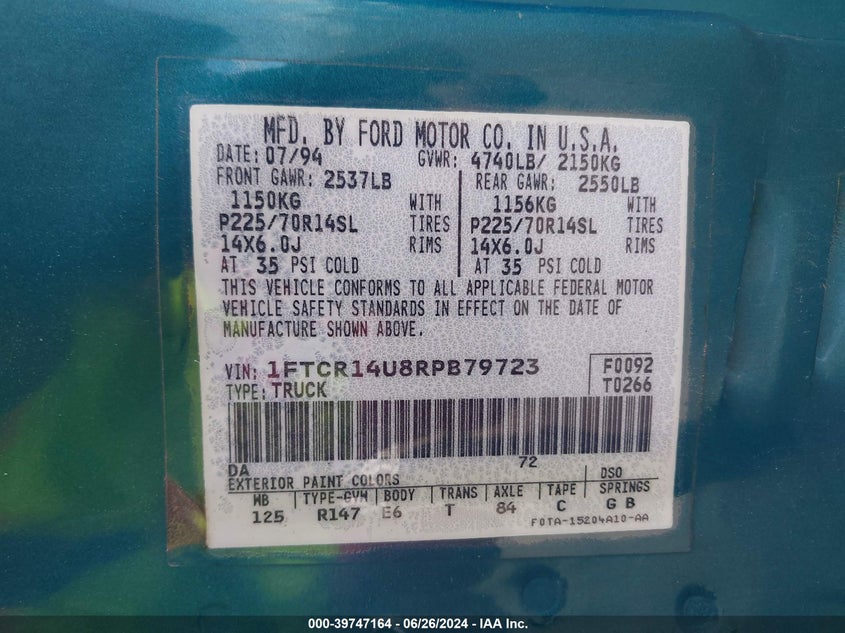 MFD. BY FORD MOTOR CO. IN U.S.A.
DATE: 07/94 GVWR: 4740LB/ 2150KG
FRONT GAWR: 2537LB REAR GAWR: 2550LB
1150KG WITH 1156KG WITH
P225/70R14SL TIRES P225/70R14SL TIRES
14X6.0J RIMS 14X6.0J RIMS
AT 35 PSI COLD AT 35 PSI COLD
THIS VEHICLE CONFORMS TO ALL APPLICABLE FEDERAL MOTOR
VEHICLE SAFETY STANDARDS IN EFFECT ON THE DATE OF
MANUFACTURE SHOWN ABOVE.
VIN: 1FTCR14U8RPB79723 F0092
TYPE: TRUCK T0266
DA 72
EXTERIOR PAINT COLORS DSO
WB TYPE-GVW BODY TRANS AXLE TAPE SPRINGS
125 R147 E6 T 84 C G B
F0TA-15204A10-AA
000-39747164 - 06/26/2024 - IAA Inc.